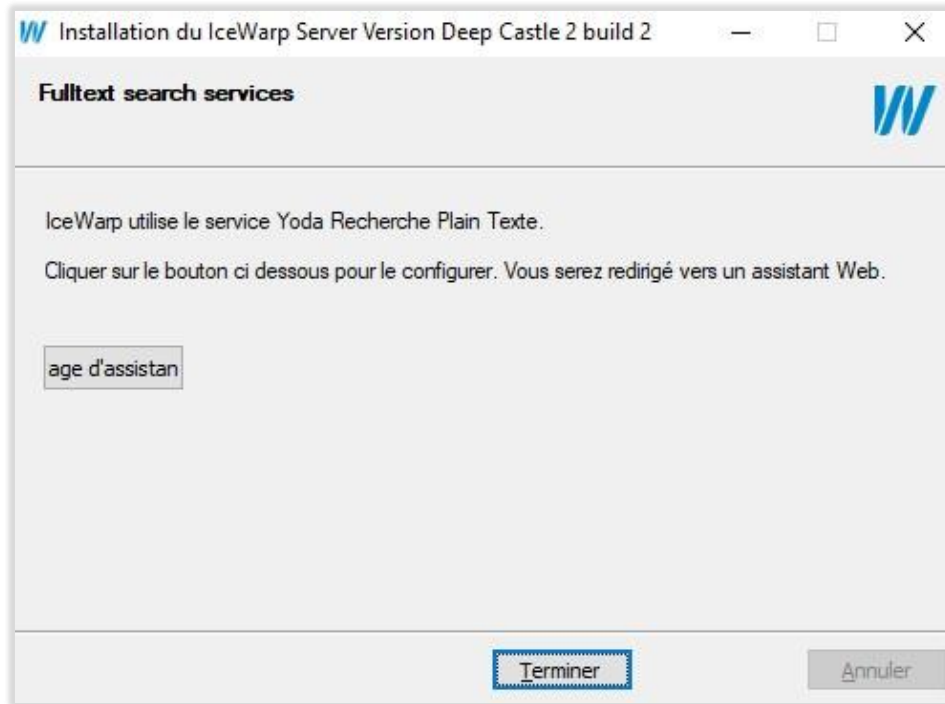 Installation du IceWarp Server Version Deep Castle 2 build 2
Fulltext search services
IceWarp utilise le service Yoda Recherche Plain Texte.
Cliquer sur le bouton ci dessous pour le configurer. Vous serez redirigé vers un assistant Web.
age d'assistan
Terminer
Annuler